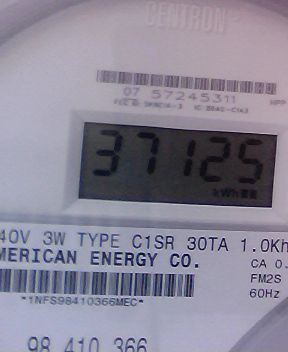 CENTRON
07 57245311
37125
kWh
40V 3W TYPE C1SR 30TA 1.0Kh
MERICAN ENERGY CO.
CA 0.
FM2S
*1NFS98410366MEC*
60Hz
98 410 366